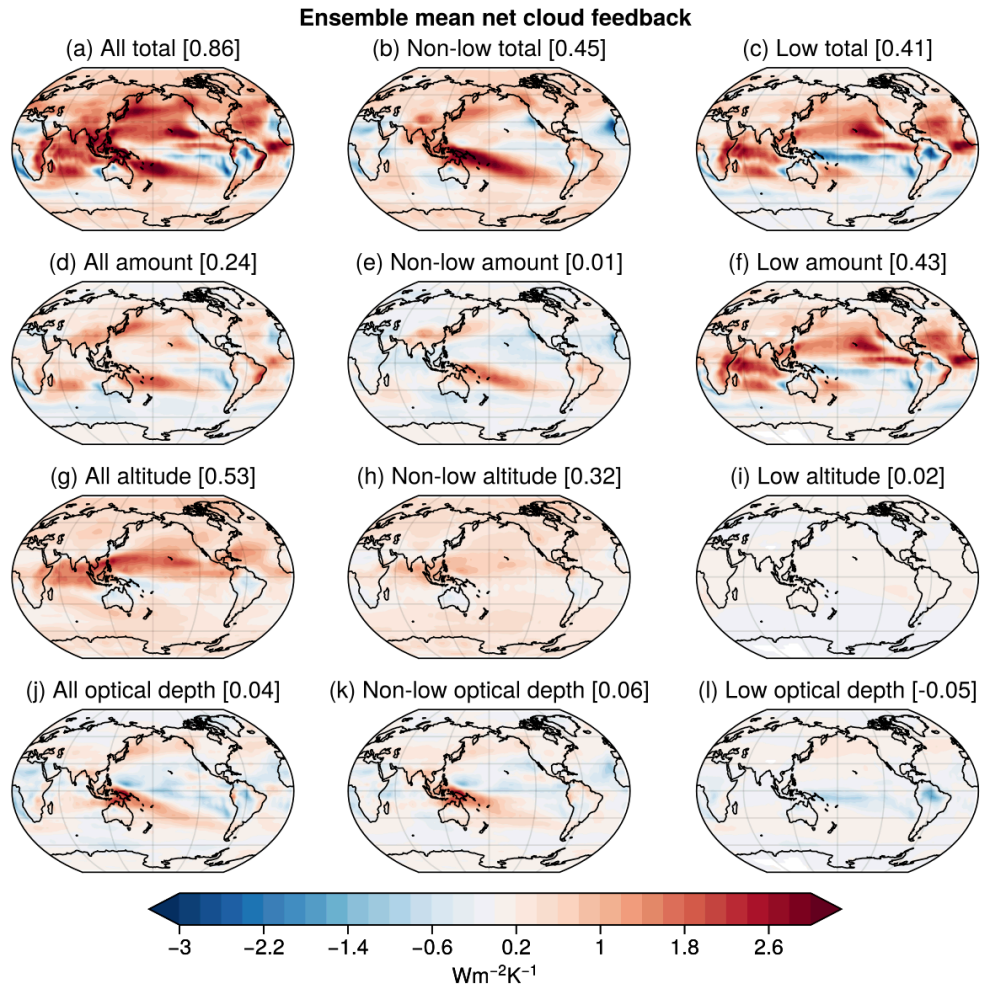 Ensemble mean net cloud feedback
(a) All total [0.86]
(b) Non-low total [0.45]
(c) Low total [0.41]
(d) All amount [0.24]
(e) Non-low amount [0.01]
(f) Low amount [0.43]
(g) All altitude [0.53]
(h) Non-low altitude [0.32]
(i) Low altitude [0.02]
(j) All optical depth [0.04]
(k) Non-low optical depth [0.06]
(l) Low optical depth [-0.05]
−3 −2.2 −1.4 −0.6 0.2 1 1.8 2.6
Wm⁻²K⁻¹